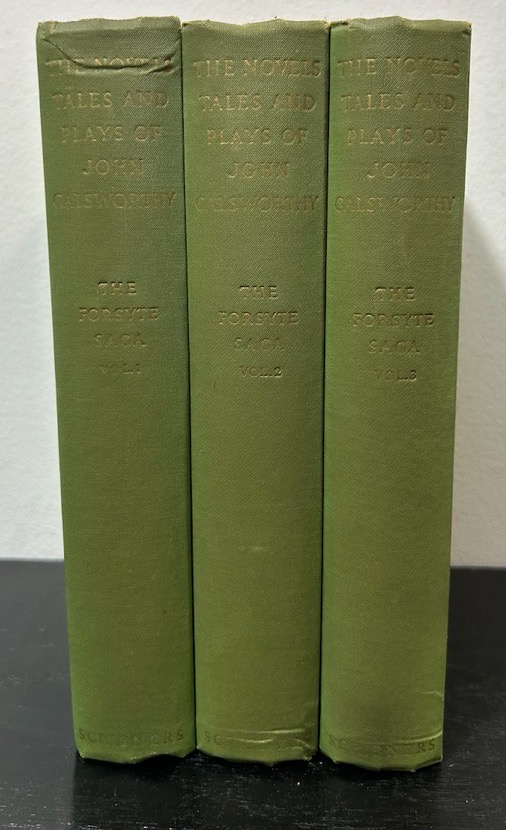 THE NOVELS
TALES AND
PLAYS OF
JOHN
GALSWORTHY
THE
FORSYTE
SAGA
VOL.1
SCRIBNERS
THE NOVELS
TALES AND
PLAYS OF
JOHN
GALSWORTHY
THE
FORSYTE
SAGA
VOL.2
THE NOVELS
TALES AND
PLAYS OF
JOHN
GALSWORTHY
THE
FORSYTE
SAGA
VOL.3
SCRIBNERS